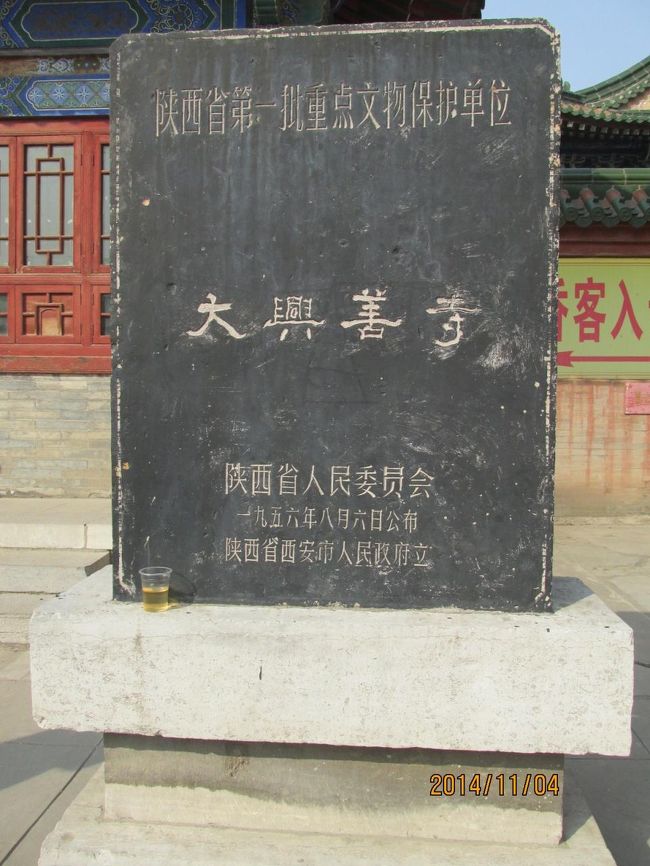 陕西省第一批重点文物保护单位
大興善寺
陕西省人民委员会
一九五六年八月六日公布
陕西省西安市人民政府立
香客入
2014/11/04